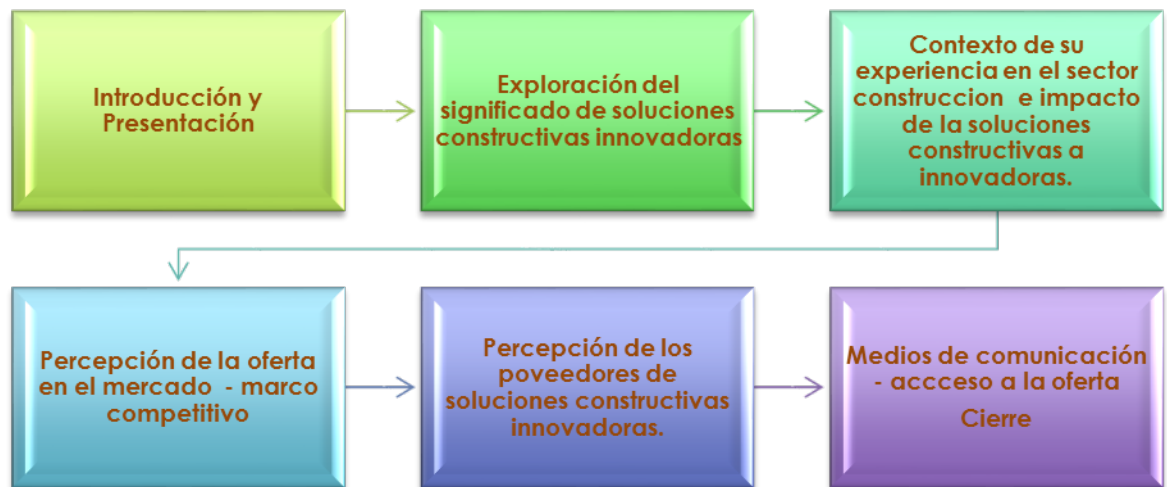 Introducción y
Presentación
Exploración del
significado de soluciones
constructivas innovadoras
Contexto de su
experiencia en el sector
construccion e impacto
de la soluciones
constructivas a
innovadoras.
Percepción de la oferta
en el mercado - marco
competitivo
Percepción de los
poveedores de
soluciones constructivas
innovadoras.
Medios de comunicación
- accceso a la oferta
Cierre